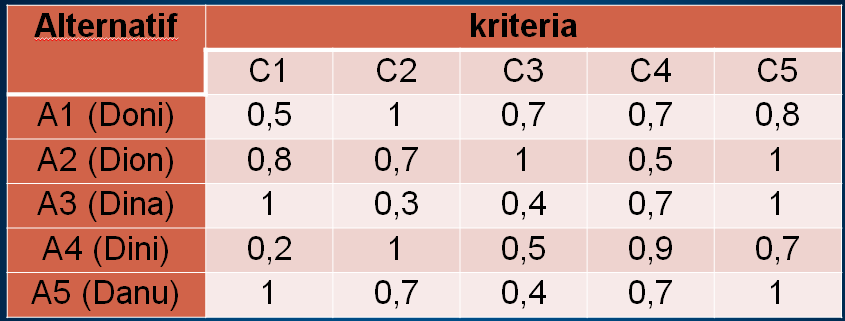 Alternatif kriteria
C1 C2 C3 C4 C5
A1 (Doni) 0,5 1 0,7 0,7 0,8
A2 (Dion) 0,8 0,7 1 0,5 1
A3 (Dina) 1 0,3 0,4 0,7 1
A4 (Dini) 0,2 1 0,5 0,9 0,7
A5 (Danu) 1 0,7 0,4 0,7 1